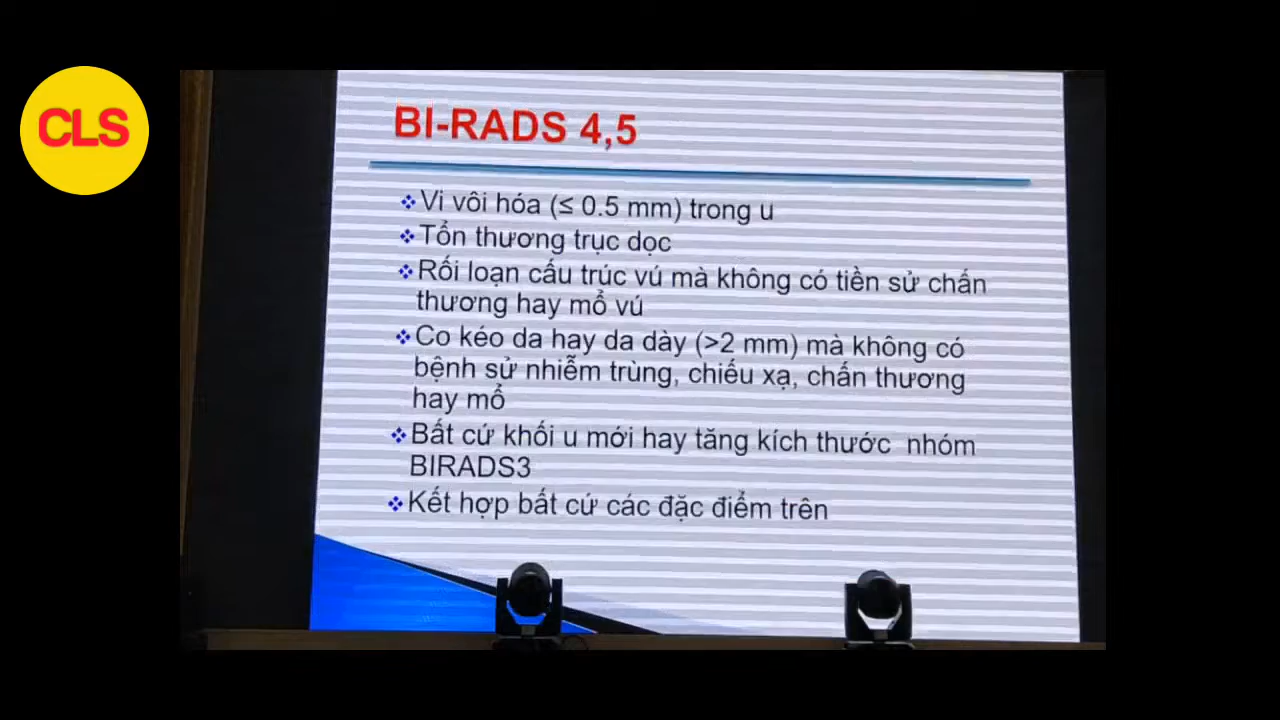 CLS
BI-RADS 4,5
Vi vôi hóa (≤ 0.5 mm) trong u
Tổn thương trục dọc
Rối loạn cấu trúc vú mà không có tiền sử chấn
thương hay mổ vú
Co kéo da hay da dày (>2 mm) mà không có
bệnh sử nhiễm trùng, chiếu xạ, chấn thương
hay mổ
Bất cứ khối u mới hay tăng kích thước nhóm
BIRADS3
Kết hợp bất cứ các đặc điểm trên